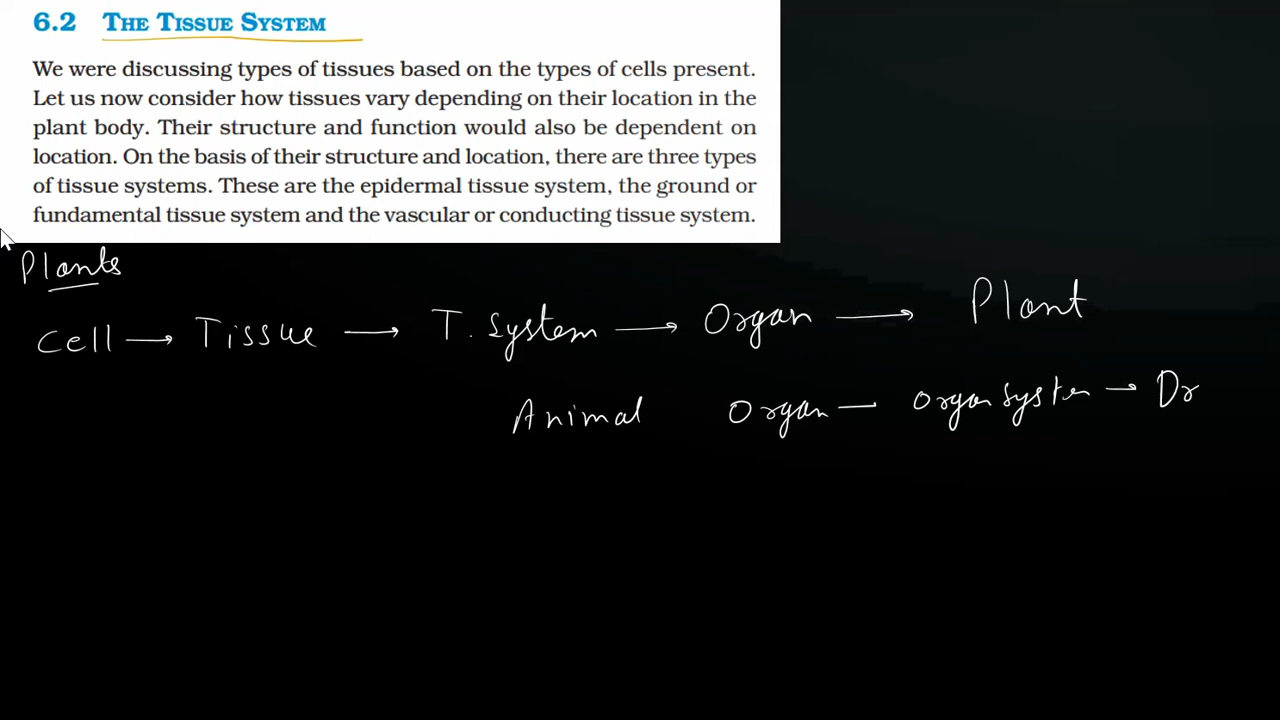 6.2 THE TISSUE SYSTEM
We were discussing types of tissues based on the types of cells present.
Let us now consider how tissues vary depending on their location in the
plant body. Their structure and function would also be dependent on
location. On the basis of their structure and location, there are three types
of tissue systems. These are the epidermal tissue system, the ground or
fundamental tissue system and the vascular or conducting tissue system.
Plants
Cell → Tissue → T. System → Organ → Plant
Animal Organ — Organ System → Or